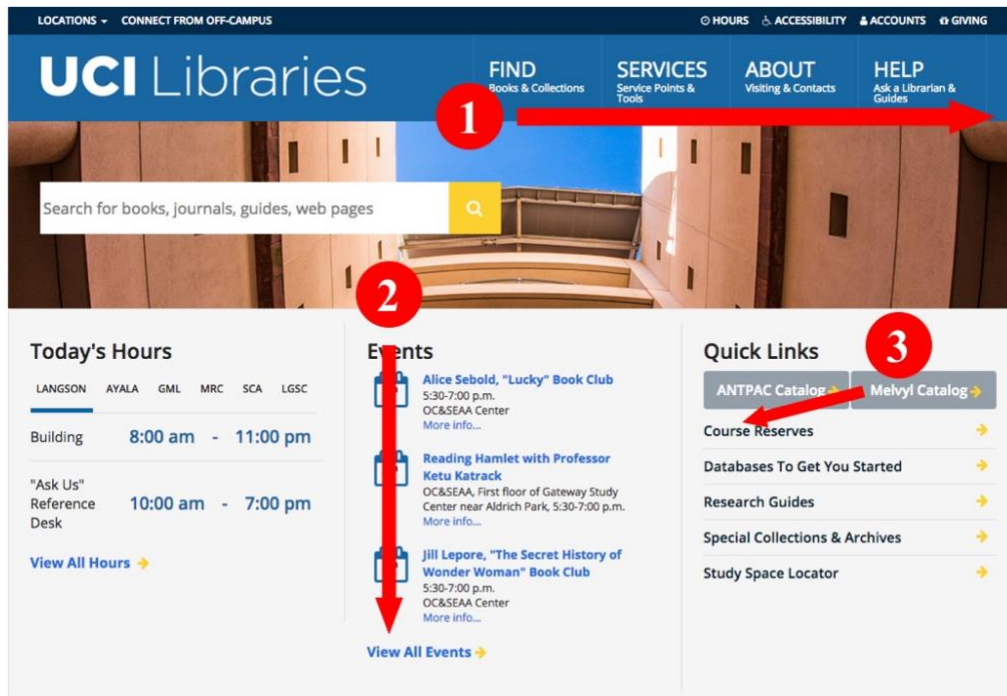 LOCATIONS CONNECT FROM OFF-CAMPUS HOURS ACCESSIBILITY ACCOUNTS GIVING
UCI Libraries
FIND
Books & Collections
SERVICES
Service Points &
Tools
ABOUT
Visiting & Contacts
HELP
Ask a Librarian &
Guides
1
Search for books, journals, guides, web pages
2
Today's Hours
LANGSON AYALA GML MRC SCA LGSC
Building 8:00 am - 11:00 pm
"Ask Us"
Reference
Desk
10:00 am - 7:00 pm
View All Hours
Events
Alice Sebold, "Lucky" Book Club
5:30-7:00 p.m.
OC&SEAA Center
More info...
Reading Hamlet with Professor
Ketu Katrack
OC&SEAA, First floor of Gateway Study
Center near Aldrich Park, 5:30-7:00 p.m.
More info...
Jill Lepore, "The Secret History of
Wonder Woman" Book Club
5:30-7:00 p.m.
OC&SEAA Center
More info...
View All Events
Quick Links
3
ANTPAC Catalog Melvyl Catalog
Course Reserves
Databases To Get You Started
Research Guides
Special Collections & Archives
Study Space Locator